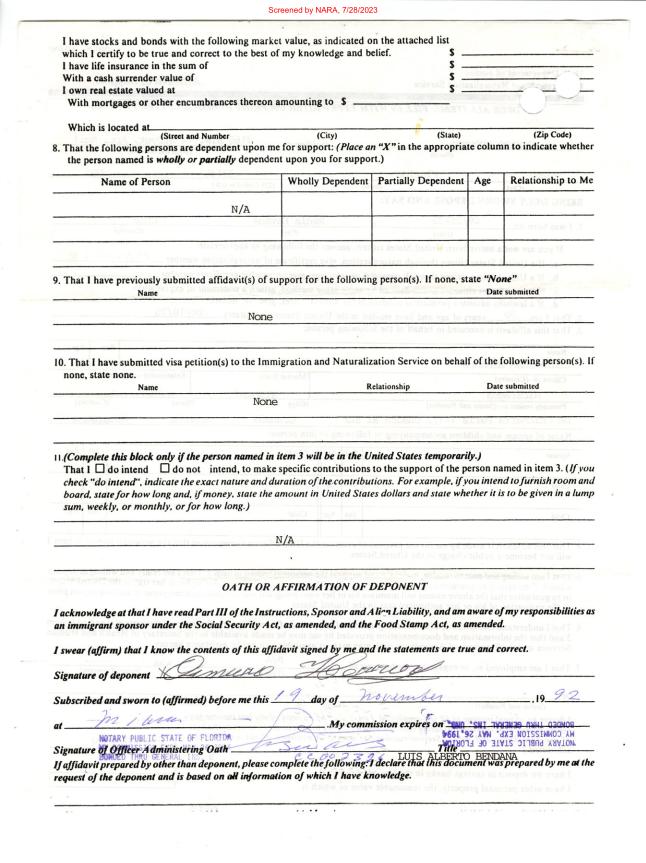 Screened by NARA, 7/28/2023
I have stocks and bonds with the following market value, as indicated on the attached list
which I certify to be true and correct to the best of my knowledge and belief. $
I have life insurance in the sum of $
With a cash surrender value of $
I own real estate valued at $
With mortgages or other encumbrances thereon amounting to $
Which is located at
(Street and Number) (City) (State) (Zip Code)
8. That the following persons are dependent upon me for support: (Place an "X" in the appropriate column to indicate whether
the person named is wholly or partially dependent upon you for support.)
Name of Person Wholly Dependent Partially Dependent Age Relationship to Me
N/A
9. That I have previously submitted affidavit(s) of support for the following person(s). If none, state "None"
Name Date submitted
None
10. That I have submitted visa petition(s) to the Immigration and Naturalization Service on behalf of the following person(s). If
none, state none.
Name Relationship Date submitted
None
11.(Complete this block only if the person named in item 3 will be in the United States temporarily.)
That I ☐ do intend ☐ do not intend, to make specific contributions to the support of the person named in item 3. (If you
check "do intend", indicate the exact nature and duration of the contributions. For example, if you intend to furnish room and
board, state for how long and, if money, state the amount in United States dollars and state whether it is to be given in a lump
sum, weekly, or monthly, or for how long.)
N/A
OATH OR AFFIRMATION OF DEPONENT
I acknowledge at that I have read Part III of the Instructions, Sponsor and Alien Liability, and am aware of my responsibilities as
an immigrant sponsor under the Social Security Act, as amended, and the Food Stamp Act, as amended.
I swear (affirm) that I know the contents of this affidavit signed by me and the statements are true and correct.
Signature of deponent X
Subscribed and sworn to (affirmed) before me this 19 day of November ,19 92
at Miami .My commission expires on BONDED THRU GENERAL INS. UND.
MY COMMISSION EXP. MAY 26,1994
NOTARY PUBLIC STATE OF FLORIDA NOTARY PUBLIC STATE OF FLORIDA
Signature of Officer Administering Oath Title
BONDED THRU GENERAL INS. LUIS ALBERTO BENDANA
If affidavit prepared by other than deponent, please complete the following: I declare that this document was prepared by me at the
request of the deponent and is based on all information of which I have knowledge.